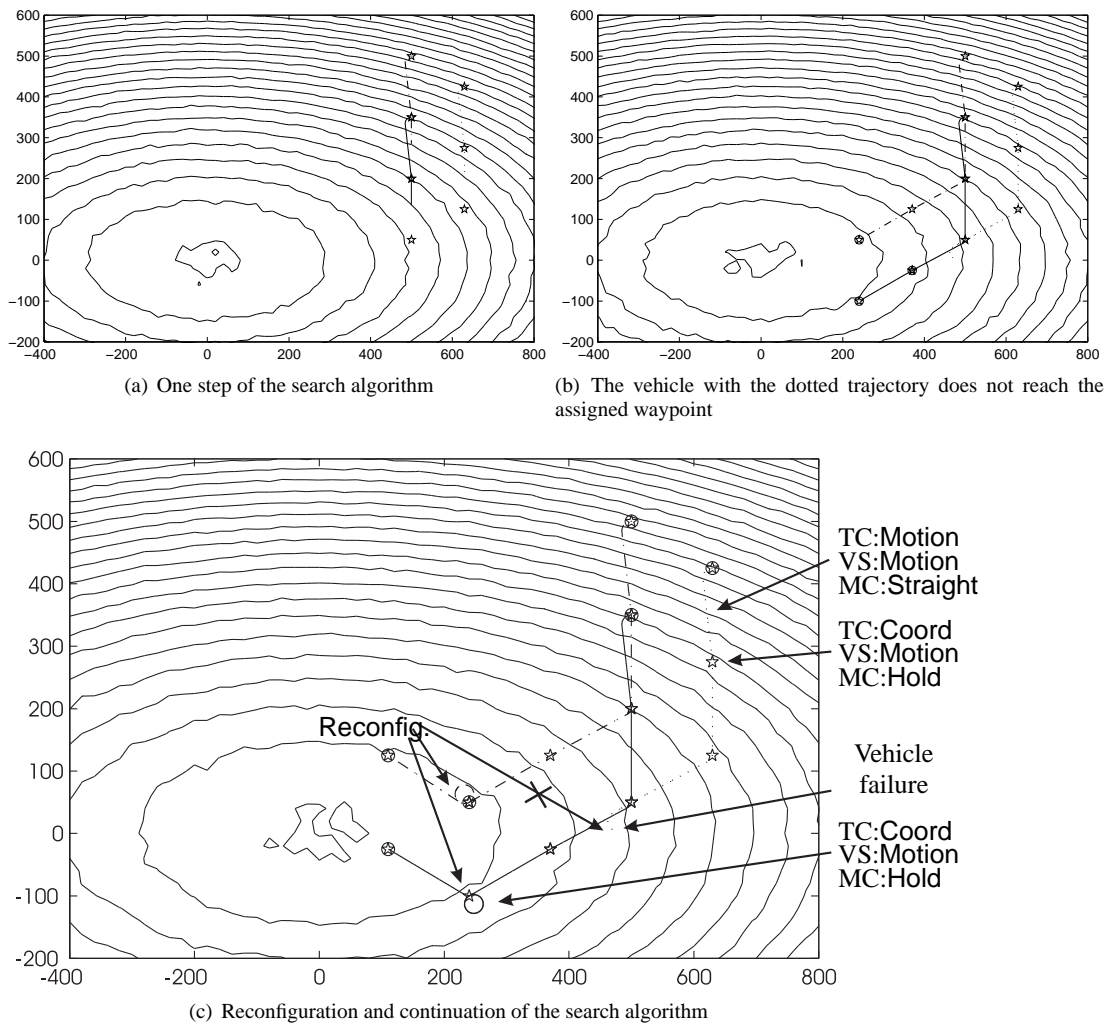 600
500
400
300
200
100
0
−100
−200
−400 −200 0 200 400 600 800
(a) One step of the search algorithm
600
500
400
300
200
100
0
−100
−200
−400 −200 0 200 400 600 800
(b) The vehicle with the dotted trajectory does not reach the
assigned waypoint
600
500
400
300
200
100
0
-100
-200
-400 -200 0 200 400 600 800
Reconfig.
TC:Motion
VS:Motion
MC:Straight
TC:Coord
VS:Motion
MC:Hold
Vehicle
failure
TC:Coord
VS:Motion
MC:Hold
(c) Reconfiguration and continuation of the search algorithm